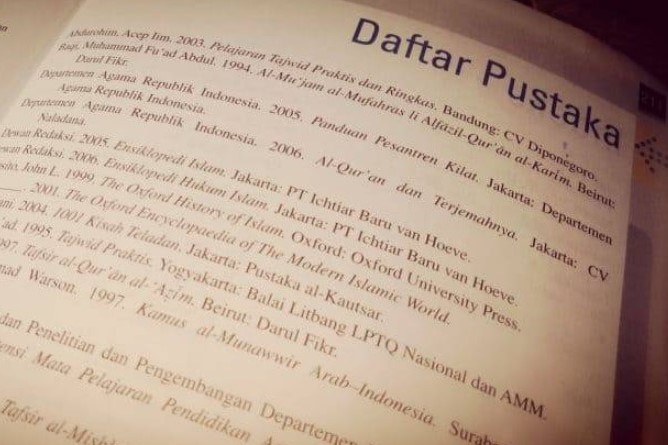 Daftar Pustaka
Abdurohim, Acep Iim. 2003. Pelajaran Tajwid Praktis dan Ringkas. Bandung: CV Diponegoro.
Baqi, Muhammad Fu'ad Abdul. 1994. Al-Mu'jam al-Mufahras li Alfāzil-Qur'ān al-Karīm. Beirut:
Darul Fikr.
Departemen Agama Republik Indonesia. 2005. Panduan Pesantren Kilat. Jakarta: Departemen
Agama Republik Indonesia.
Departemen Agama Republik Indonesia. 2006. Al-Qur'an dan Terjemahnya. Jakarta: CV
Naladana.
Dewan Redaksi. 2005. Ensiklopedi Islam. Jakarta: PT Ichtiar Baru van Hoeve.
Redaksi. 2006. Ensiklopedi Hukum Islam. Jakarta: PT Ichtiar Baru van Hoeve.
John L. 1999. The Oxford History of Islam. Oxford: Oxford University Press.
. 2001. The Oxford Encyclopaedia of The Modern Islamic World.
2004. 1001 Kisah Teladan. Jakarta: Pustaka al-Kautsar.
1995. Tajwid Praktis. Yogyakarta: Balai Litbang LPTQ Nasional dan AMM.
Tafsir al-Qur'ān al-'Azīm. Beirut: Darul Fikr.
Warson. 1997. Kamus al-Munawwir Arab–Indonesia.
dan Penelitian dan Pengembangan
Mata Pelajaran Pendidikan
Tafsir